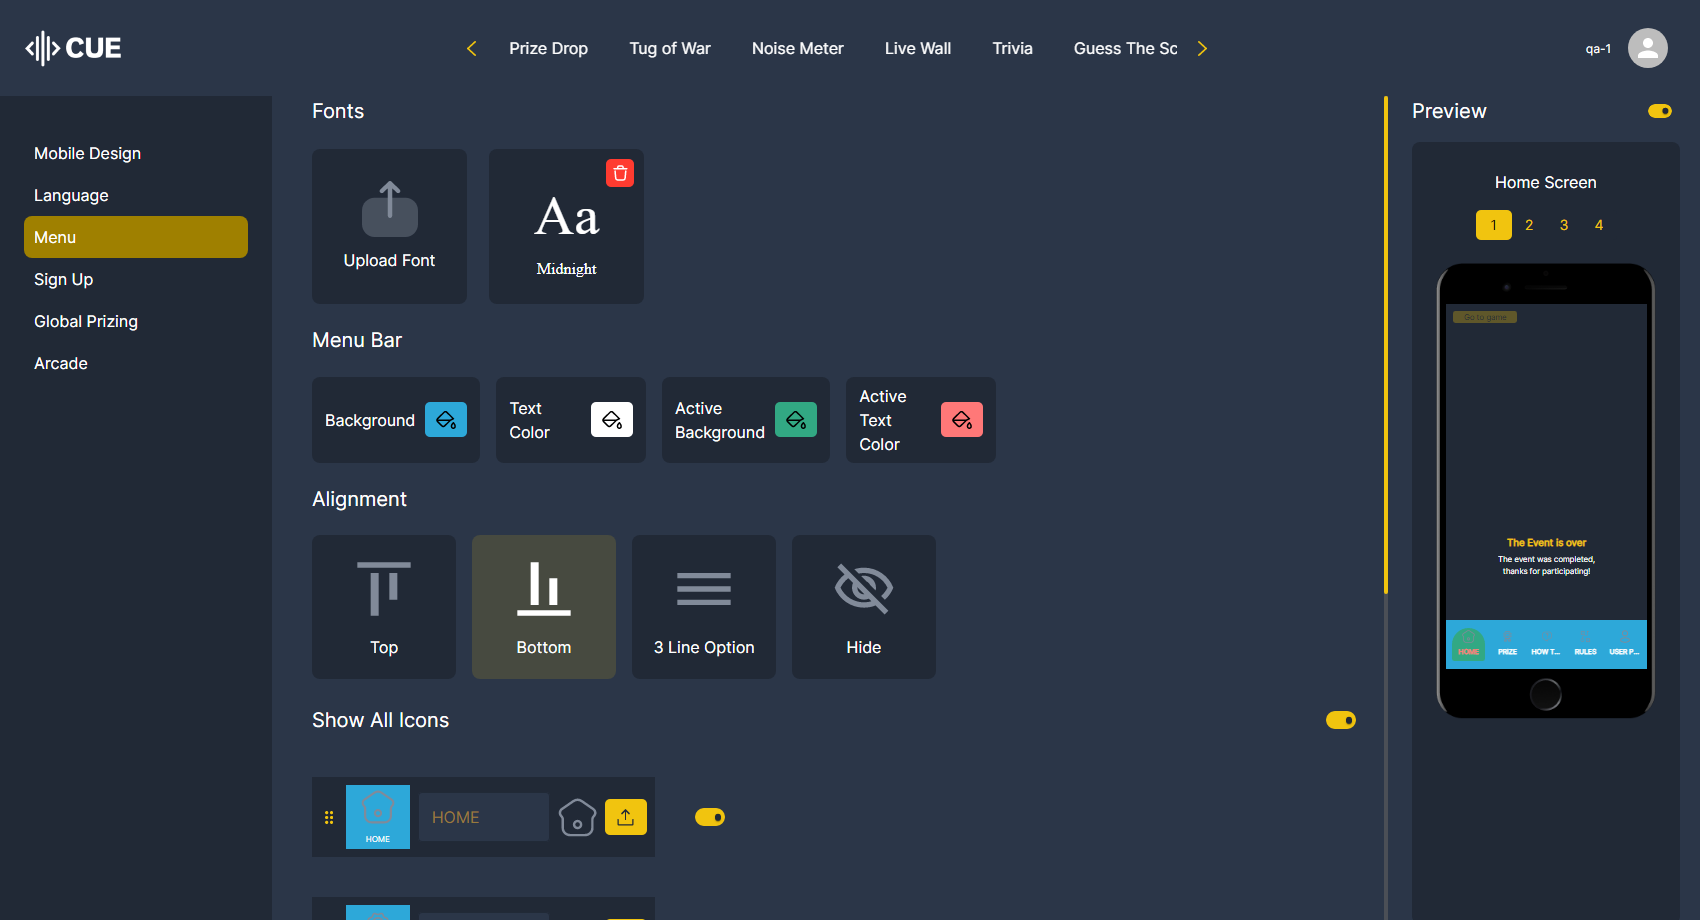 CUE
Prize Drop
Tug of War
Noise Meter
Live Wall
Trivia
Guess The Sc
qa-1
Mobile Design
Language
Menu
Sign Up
Global Prizing
Arcade
Fonts
Upload Font
Aa
Midnight
Menu Bar
Background
Text
Color
Active
Background
Active
Text
Color
Alignment
Top
Bottom
3 Line Option
Hide
Show All Icons
HOME
HOME
Preview
Home Screen
1 2 3 4
Go to game
The Event is over
The event was completed,
thanks for participating!
HOME PRIZE HOW T... RULES USER P...